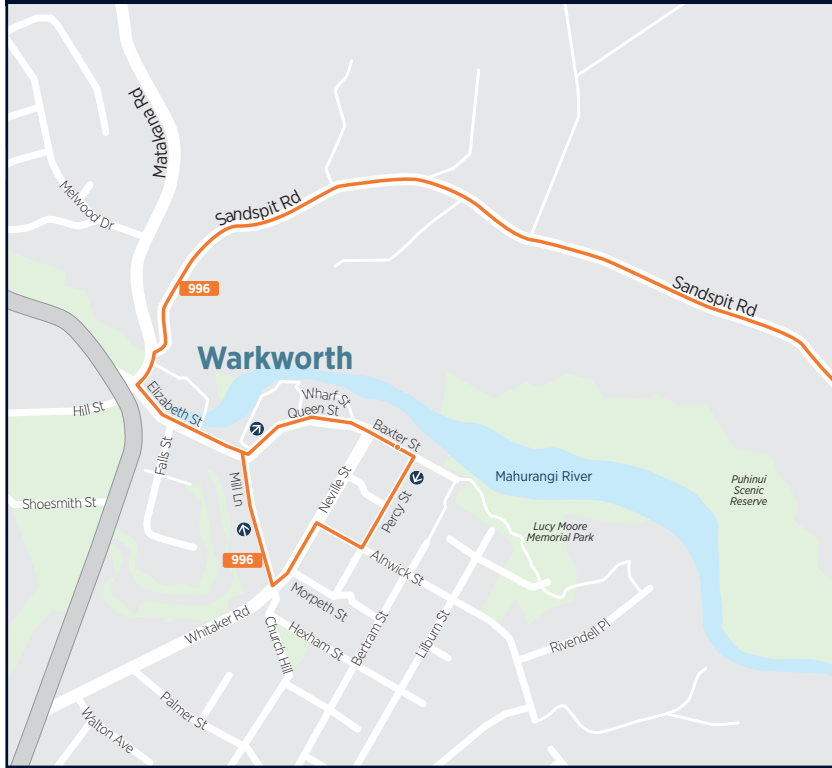 Matakana Rd
Melwood Dr
Sandspit Rd
996
Sandspit Rd
Warkworth
Elizabeth St
Hill St
Wharf St
Queen St
Baxter St
Falls St
Mill Ln
Neville St
Percy St
Mahurangi River
Puhinui
Scenic
Reserve
Shoesmith St
Lucy Moore
Memorial Park
996
Alnwick St
Morpeth St
Whitaker Rd
Church Hill
Hexham St
Bertram St
Lilburn St
Rivendell Pl
Palmer St
Walton Ave